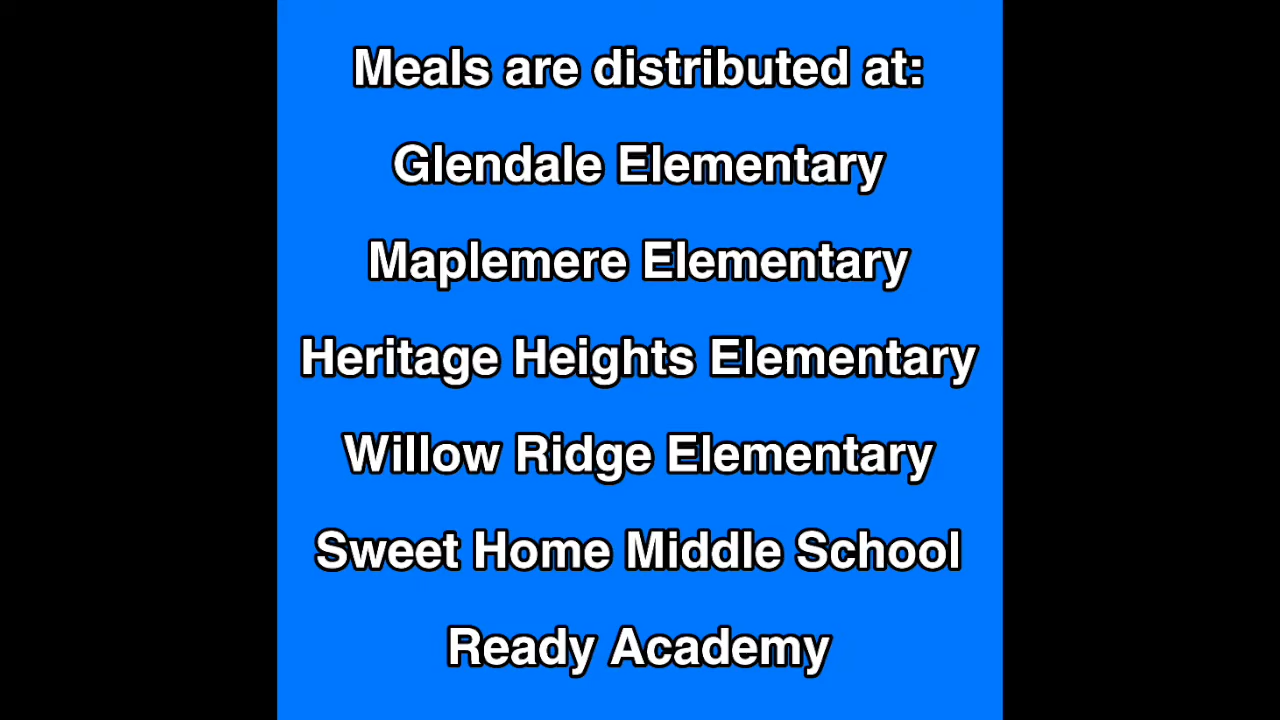 Meals are distributed at:
Glendale Elementary
Maplemere Elementary
Heritage Heights Elementary
Willow Ridge Elementary
Sweet Home Middle School
Ready Academy